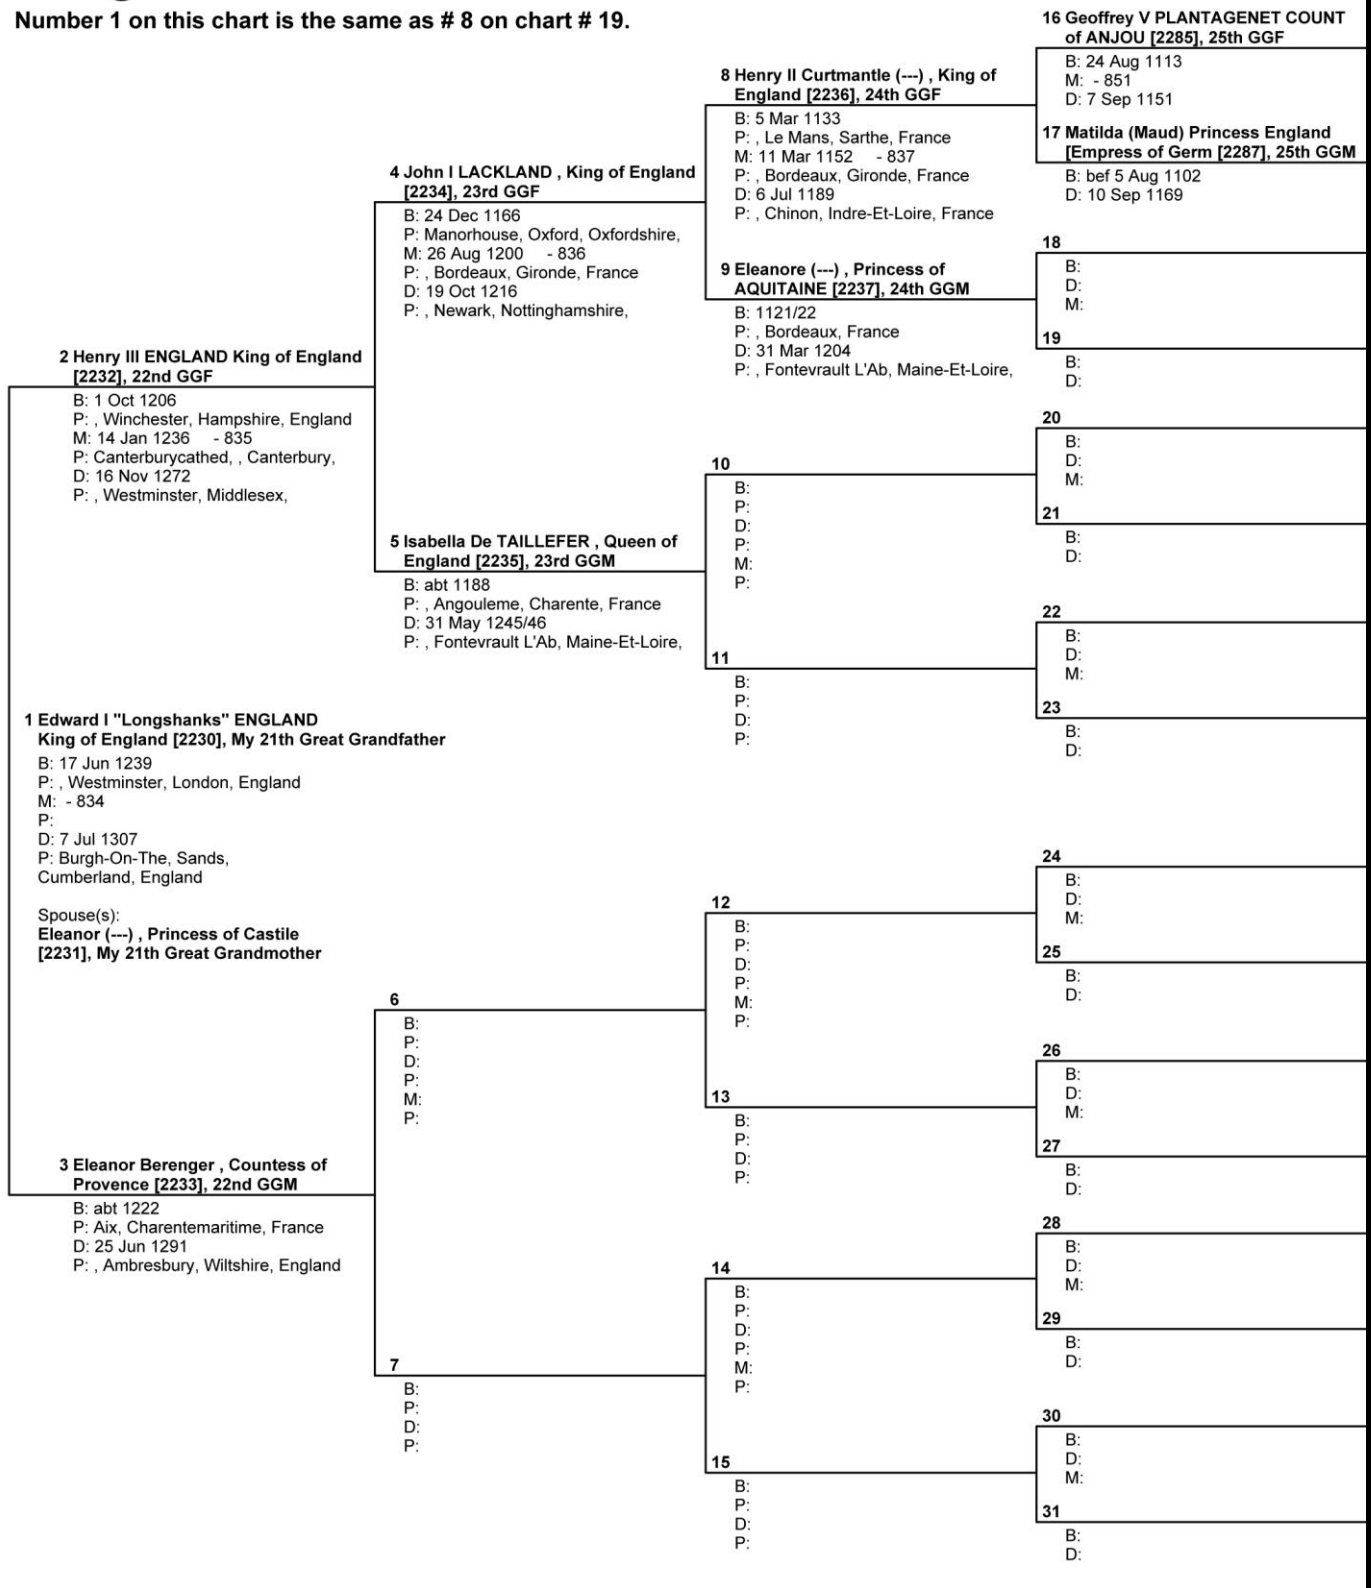 Number 1 on this chart is the same as # 8 on chart # 19.
1 Edward I "Longshanks" ENGLAND
King of England [2230], My 21th Great Grandfather
B: 17 Jun 1239
P: , Westminster, London, England
M: - 834
P:
D: 7 Jul 1307
P: Burgh-On-The, Sands,
Cumberland, England
Spouse(s):
Eleanor (---) , Princess of Castile
[2231], My 21th Great Grandmother
2 Henry III ENGLAND King of England
[2232], 22nd GGF
B: 1 Oct 1206
P: , Winchester, Hampshire, England
M: 14 Jan 1236 - 835
P: Canterburycathed, , Canterbury,
D: 16 Nov 1272
P: , Westminster, Middlesex,
3 Eleanor Berenger , Countess of
Provence [2233], 22nd GGM
B: abt 1222
P: Aix, Charentemaritime, France
D: 25 Jun 1291
P: , Ambresbury, Wiltshire, England
4 John I LACKLAND , King of England
[2234], 23rd GGF
B: 24 Dec 1166
P: Manorhouse, Oxford, Oxfordshire,
M: 26 Aug 1200 - 836
P: , Bordeaux, Gironde, France
D: 19 Oct 1216
P: , Newark, Nottinghamshire,
5 Isabella De TAILLEFER , Queen of
England [2235], 23rd GGM
B: abt 1188
P: , Angouleme, Charente, France
D: 31 May 1245/46
P: , Fontevrault L'Ab, Maine-Et-Loire,
6
B:
P:
D:
P:
M:
P:
7
B:
P:
D:
P:
8 Henry II Curtmantle (---) , King of
England [2236], 24th GGF
B: 5 Mar 1133
P: , Le Mans, Sarthe, France
M: 11 Mar 1152 - 837
P: , Bordeaux, Gironde, France
D: 6 Jul 1189
P: , Chinon, Indre-Et-Loire, France
9 Eleanore (---) , Princess of
AQUITAINE [2237], 24th GGM
B: 1121/22
P: , Bordeaux, France
D: 31 Mar 1204
P: , Fontevrault L'Ab, Maine-Et-Loire,
10
B:
P:
D:
P:
M:
P:
11
B:
P:
D:
P:
12
B:
P:
D:
P:
M:
P:
13
B:
P:
D:
P:
14
B:
P:
D:
P:
M:
P:
15
B:
P:
D:
P:
16 Geoffrey V PLANTAGENET COUNT
of ANJOU [2285], 25th GGF
B: 24 Aug 1113
M: - 851
D: 7 Sep 1151
17 Matilda (Maud) Princess England
[Empress of Germ [2287], 25th GGM
B: bef 5 Aug 1102
D: 10 Sep 1169
18
B:
D:
M:
19
B:
D:
20
B:
D:
M:
21
B:
D:
22
B:
D:
M:
23
B:
D:
24
B:
D:
M:
25
B:
D:
26
B:
D:
M:
27
B:
D:
28
B:
D:
M:
29
B:
D:
30
B:
D:
M:
31
B:
D: